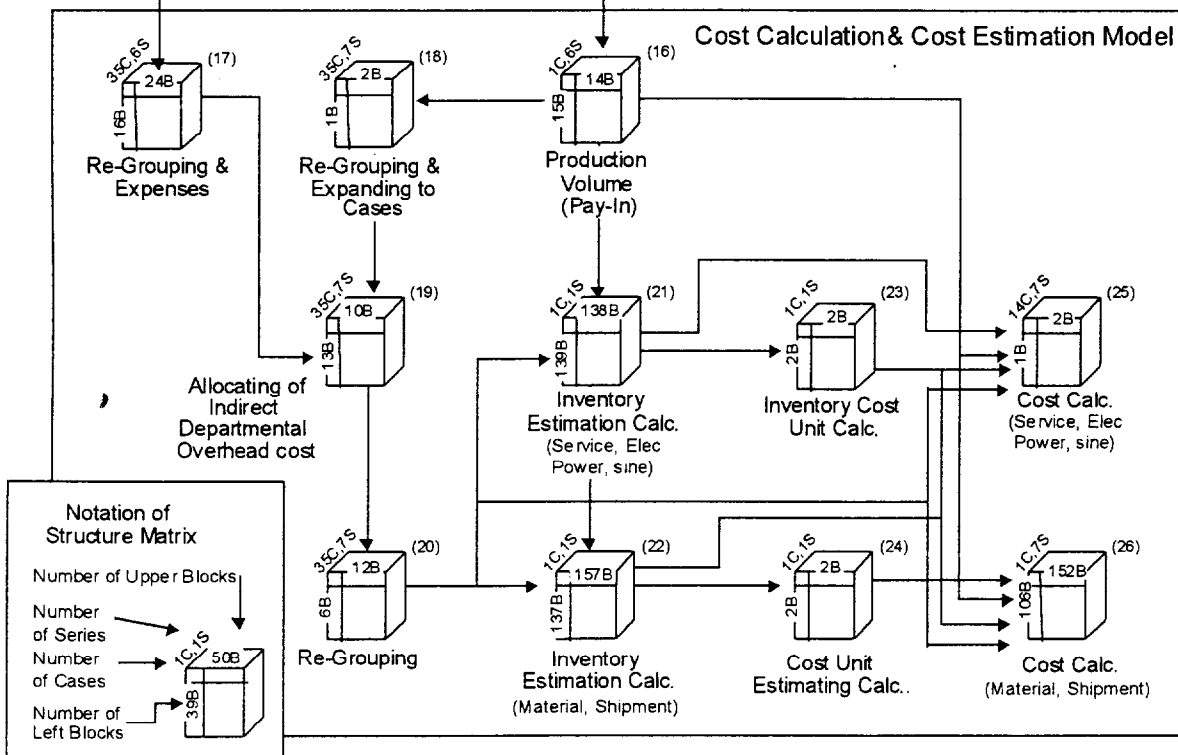 Cost Calculation & Cost Estimation Model
35C,6S
(17)
24B
16B
Re-Grouping &
Expenses
35C,7S
(18)
2B
1B
Re-Grouping &
Expanding to
Cases
1C,6S
(16)
14B
15B
Production
Volume
(Pay-In)
35C,7S
(19)
10B
13B
Allocating of
Indirect
Departmental
Overhead cost
1C,1S
(21)
138B
139B
Inventory
Estimation Calc.
(Service, Elec
Power, sine)
1C,1S
(23)
2B
2B
Inventory Cost
Unit Calc.
14C,7S
(25)
2B
1B
Cost Calc.
(Service, Elec
Power, sine)
35C,7S
(20)
12B
6B
Re-Grouping
1C,1S
(22)
157B
137B
Inventory
Estimation Calc.
(Material, Shipment)
1C,1S
(24)
2B
2B
Cost Unit
Estimating Calc..
1C,7S
(26)
152B
106B
Cost Calc.
(Material, Shipment)
Notation of
Structure Matrix
Number of Upper Blocks
Number
of Series
Number
of Cases
Number of
Left Blocks
1C,1S
50B
39B